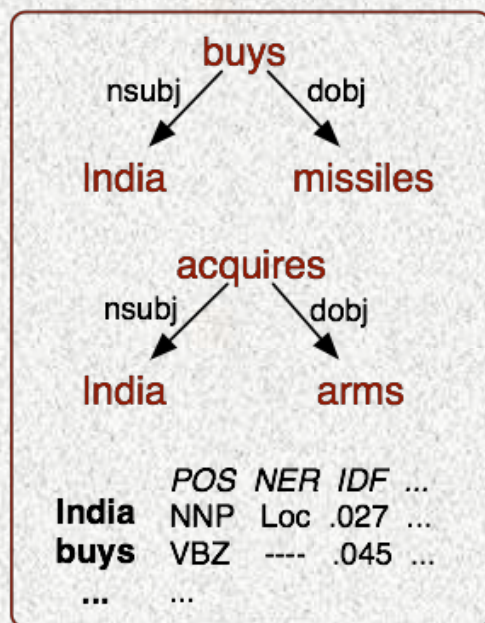 buys
nsubj dobj
India missiles
acquires
nsubj dobj
India arms
POS NER IDF ...
India NNP Loc .027 ...
buys VBZ ---- .045 ...
... ...